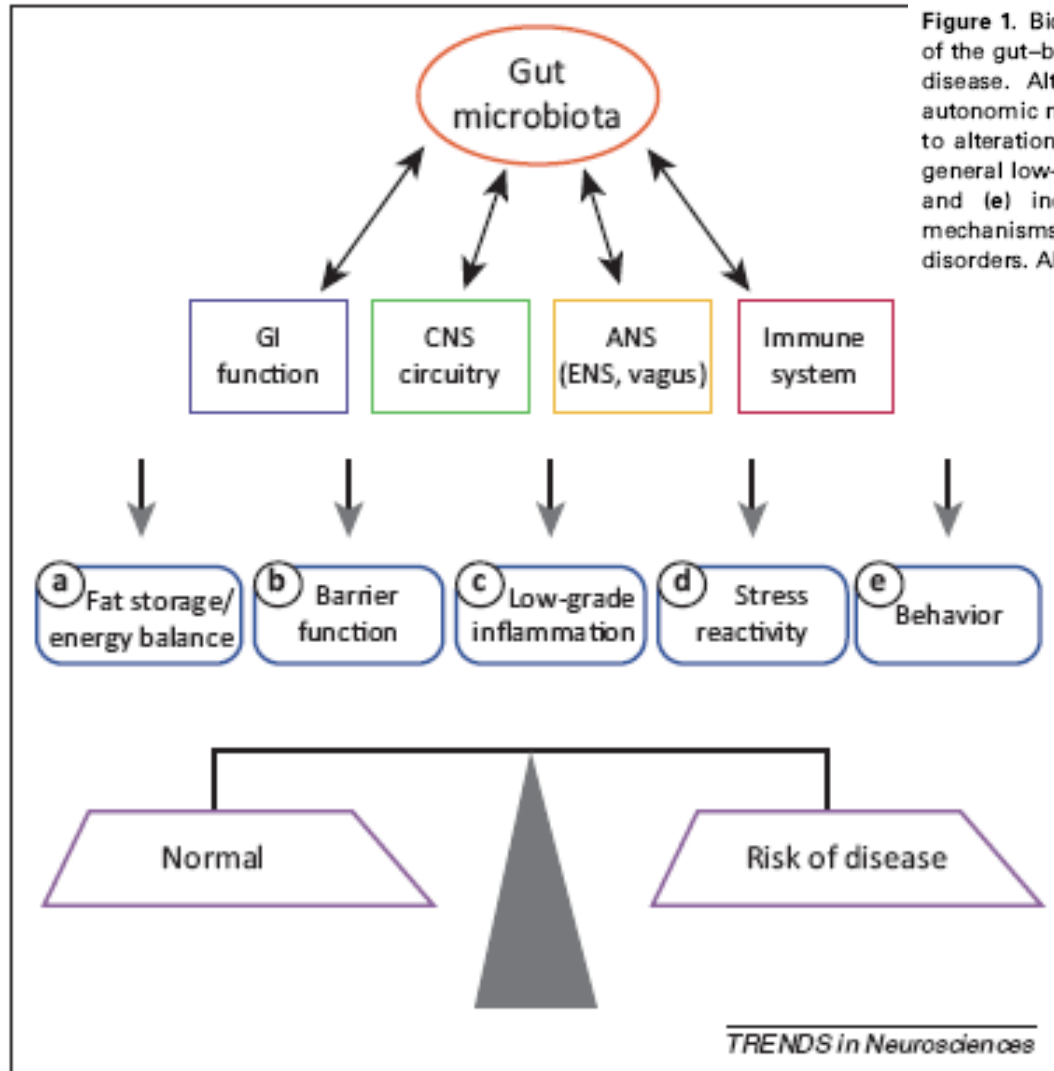 Figure 1.
of the gut–
disease.
autonomic
to alteration
general low-
and (e)
mechanisms
disorders.
Gut
microbiota
GI
function
CNS
circuitry
ANS
(ENS, vagus)
Immune
system
a
Fat storage/
energy balance
b
Barrier
function
c
Low-grade
inflammation
d
Stress
reactivity
e
Behavior
Normal
Risk of disease
TRENDS in Neurosciences